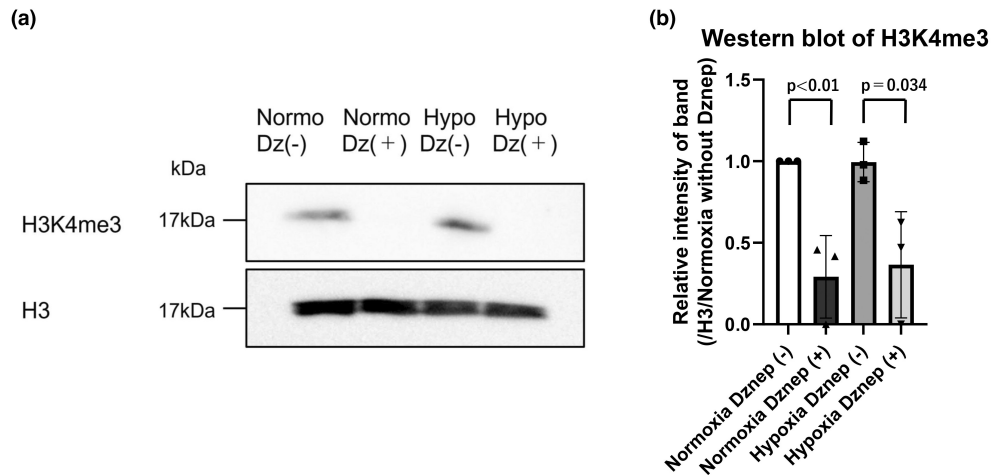 (a)
Normo Normo Hypo Hypo
Dz(-) Dz(+) Dz(-) Dz(+)
kDa
H3K4me3 17kDa
H3 17kDa
(b)
Western blot of H3K4me3
Relative intensity of band
(/H3/Normoxia without Dznep)
1.5
1.0
0.5
0.0
p<0.01
p=0.034
Normoxia Dznep (-)
Normoxia Dznep (+)
Hypoxia Dznep (-)
Hypoxia Dznep (+)